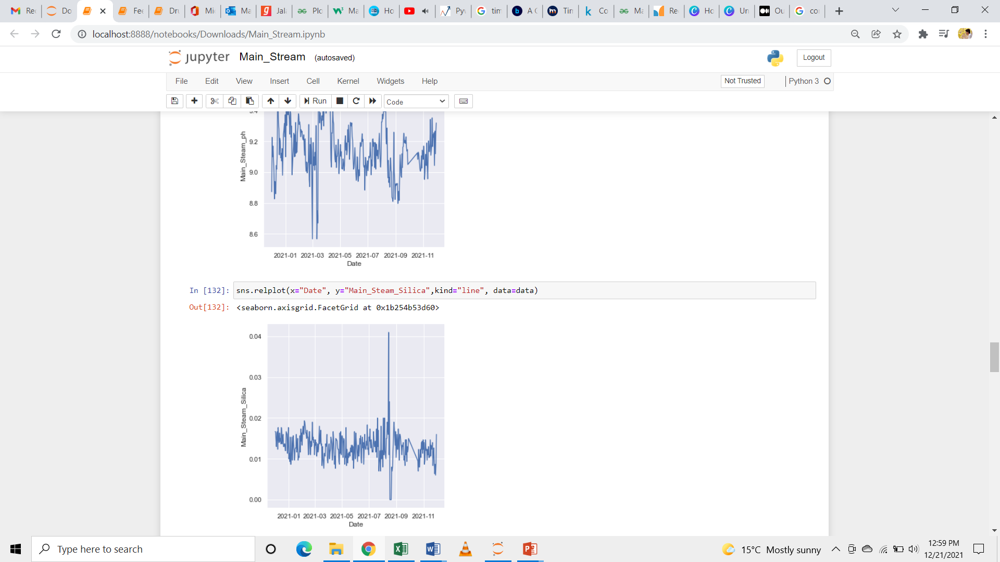 Rec
Do
Fee
Dru
Mi
Ma
Jal
Plo
Ma
Ho
Pyt
tim
A C
Tin
Co
Ma
Re
Ho
Un
Ou
co
localhost:8888/notebooks/Downloads/Main_Stream.ipynb
jupyter Main_Stream (autosaved)
Logout
File Edit View Insert Cell Kernel Widgets Help
Not Trusted
Python 3
Run
Code
9.2
9.0
8.8
8.6
Main_Steam_ph
2021-01 2021-03 2021-05 2021-07 2021-09 2021-11
Date
In [132]: sns.relplot(x="Date", y="Main_Steam_Silica",kind="line", data=data)
Out[132]: <seaborn.axisgrid.FacetGrid at 0x1b254b53d60>
0.04
0.03
0.02
0.01
0.00
Main_Steam_Silica
2021-01 2021-03 2021-05 2021-07 2021-09 2021-11
Date
Type here to search
15°C Mostly sunny
12:59 PM
12/21/2021